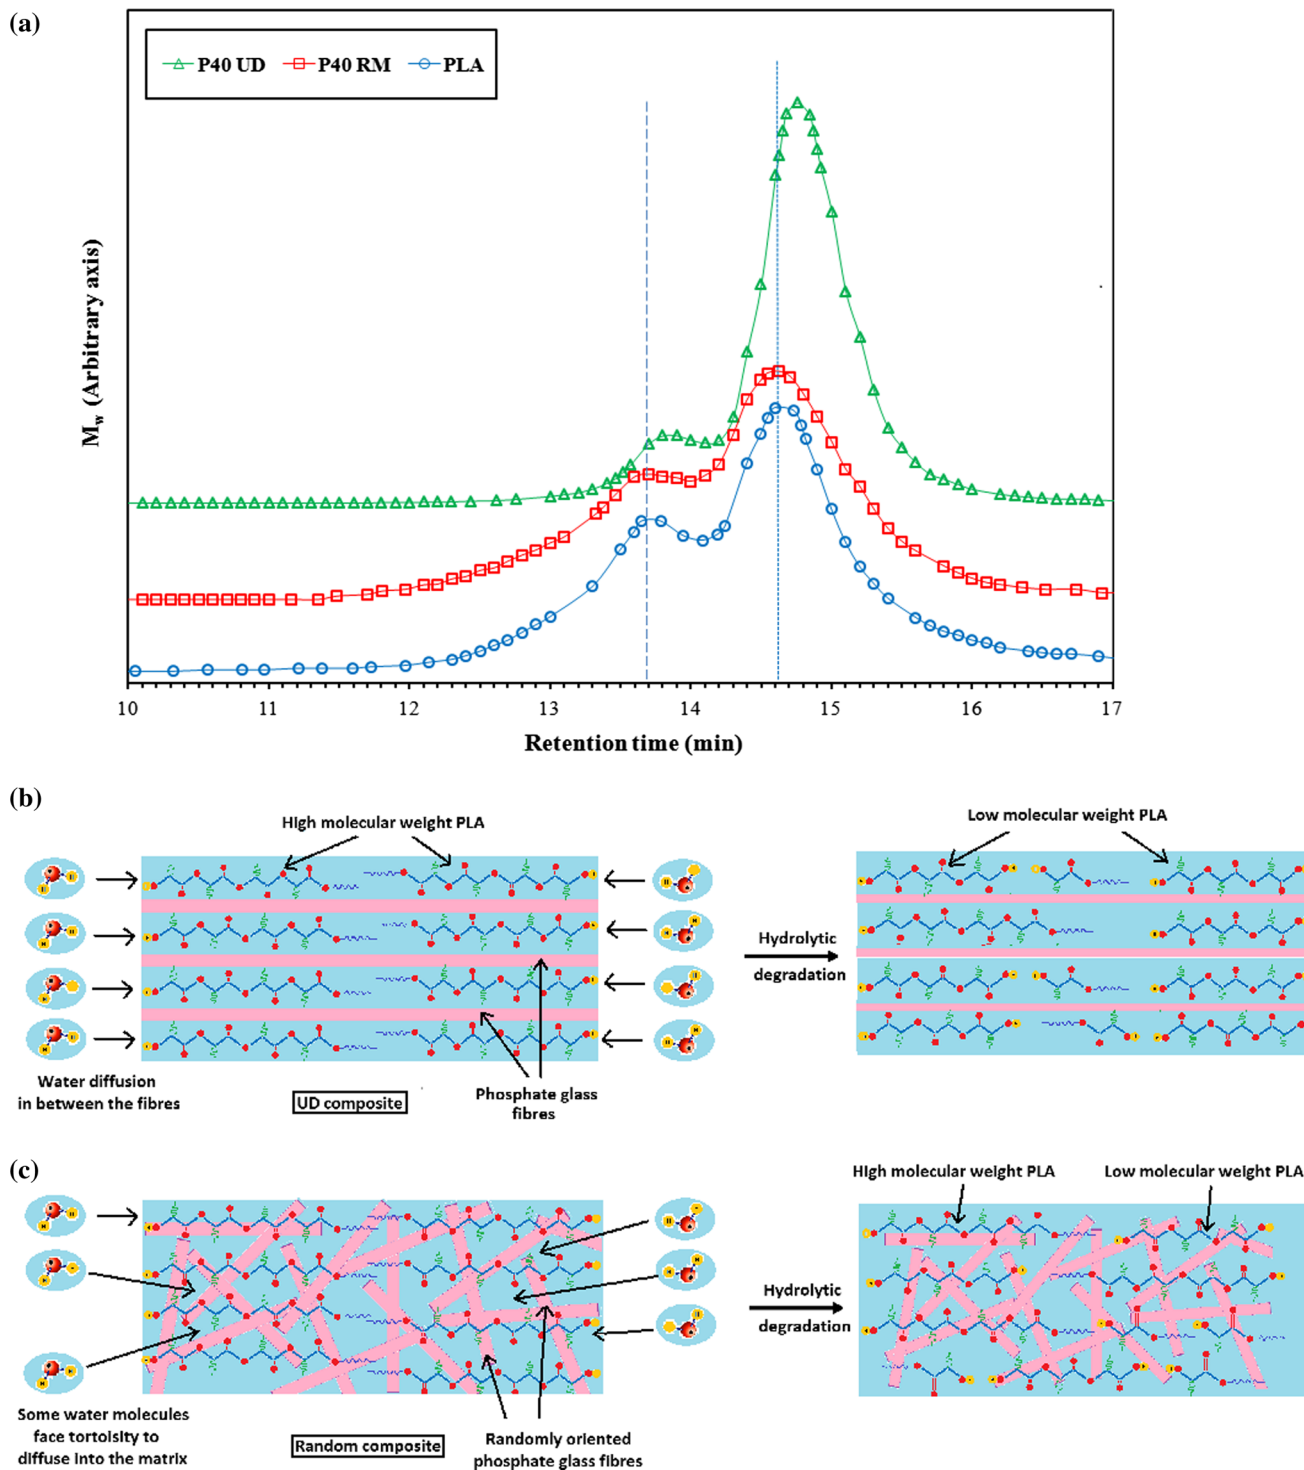 (a)
P40 UD P40 RM PLA
M_w (Arbitrary axis)
10 11 12 13 14 15 16 17
Retention time (min)
(b)
High molecular weight PLA
Low molecular weight PLA
Hydrolytic
degradation
Water diffusion
in between the fibres
UD composite
Phosphate glass
fibres
(c)
High molecular weight PLA
Low molecular weight PLA
Hydrolytic
degradation
Some water molecules
face tortoisity to
diffuse into the matrix
Random composite
Randomly oriented
phosphate glass fibres